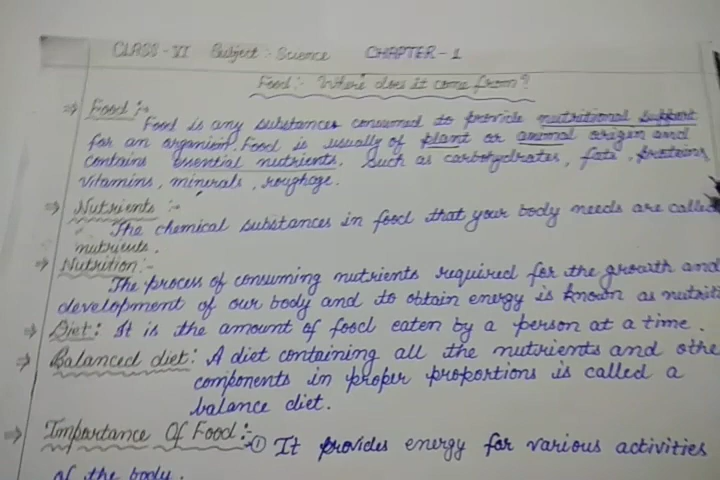 CLASS - VI Subject :- Science CHAPTER - 1
Food :- Where does it come from?
⇒ Food :-
Food is any substances consumed to provide nutritional support
for an organism. Food is usually of plant or animal origin and
contains essential nutrients. Such as carbohydrates, fats, proteins,
vitamins, minerals, roughage.
⇒ Nutrients :-
The chemical substances in food that your body needs are called
nutrients.
⇒ Nutrition :-
The process of consuming nutrients required for the growth and
development of our body and to obtain energy is known as nutriti
⇒ Diet : It is the amount of food eaten by a person at a time.
⇒ Balanced diet : A diet containing all the nutrients and othe
components in proper proportions is called a
balance diet.
⇒ Importance Of Food :- ① It provides energy for various activities
of the body.